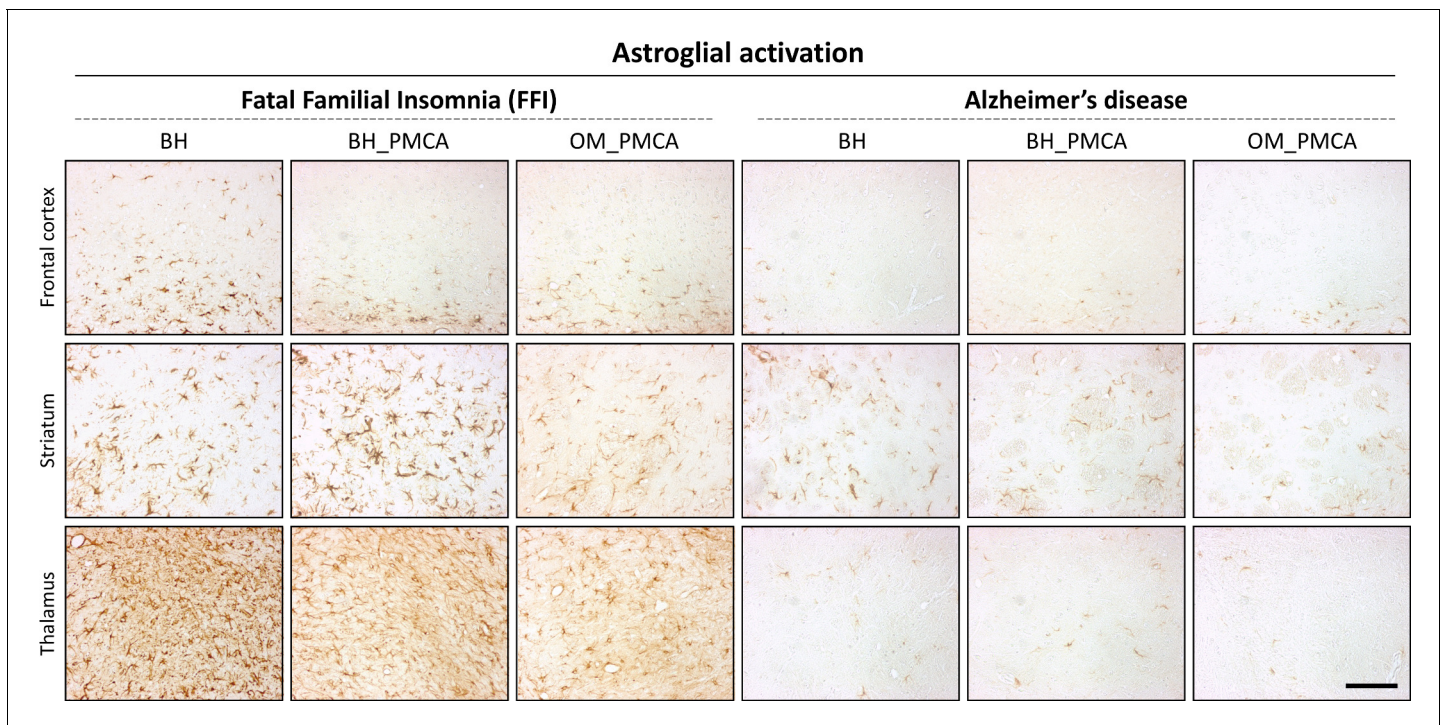 Astroglial activation
Fatal Familial Insomnia (FFI) Alzheimer's disease
BH BH_PMCA OM_PMCA BH BH_PMCA OM_PMCA
Frontal cortex
Striatum
Thalamus